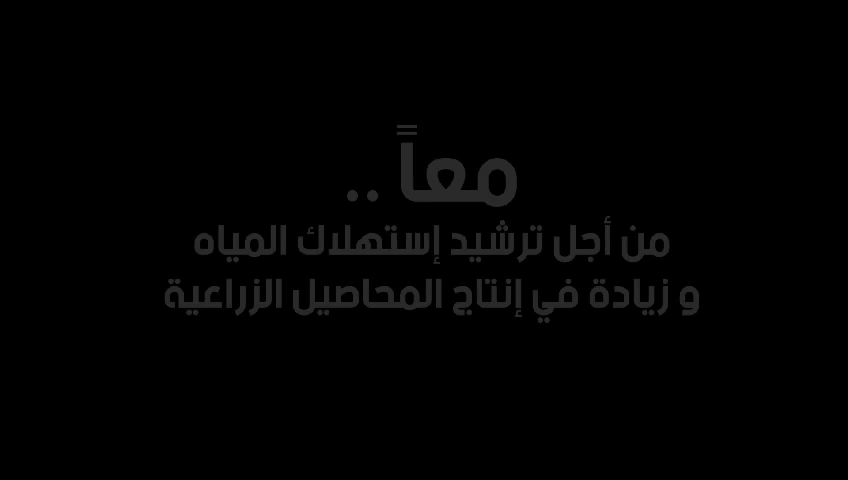 معاً ..
من أجل ترشيد إستهلاك المياه
و زيادة في إنتاج المحاصيل الزراعية